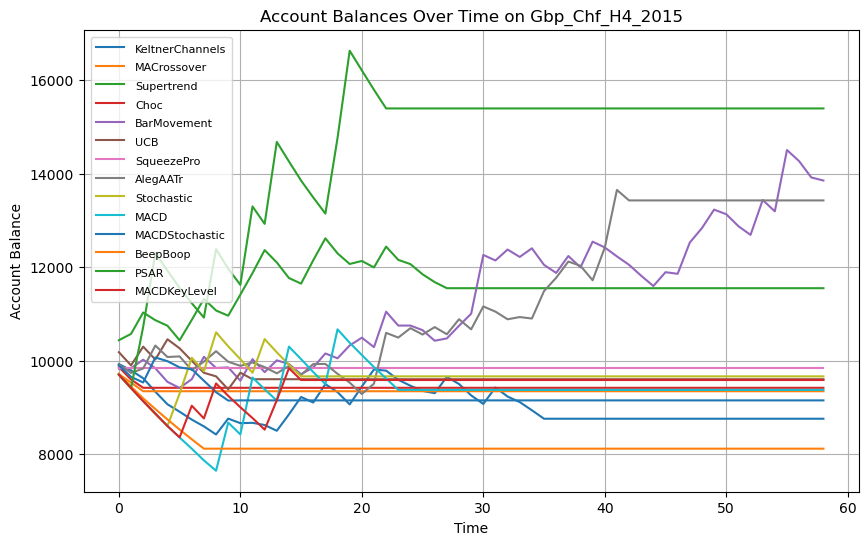 Account Balances Over Time on Gbp_Chf_H4_2015
KeltnerChannels
MACrossover
Supertrend
Choc
BarMovement
UCB
SqueezePro
AlegAATr
Stochastic
MACD
MACDStochastic
BeepBoop
PSAR
MACDKeyLevel
Account Balance
16000
14000
12000
10000
8000
0 10 20 30 40 50 60
Time